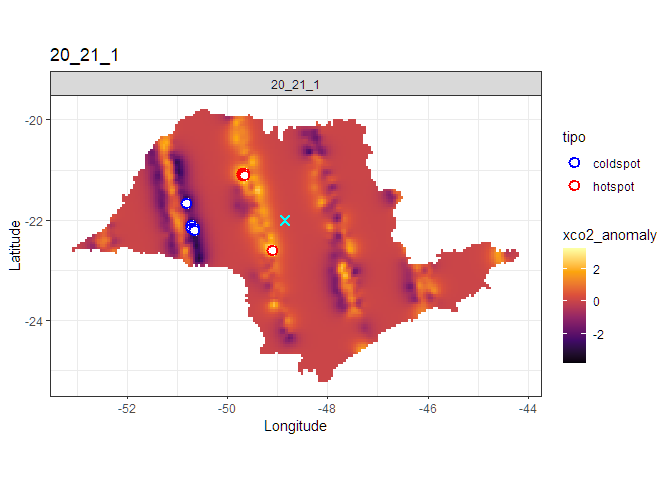 20_21_1
20_21_1
-20
-22
-24
Latitude
-52
-50
-48
-46
-44
Longitude
tipo
coldspot
hotspot
xco2_anomaly
2
0
-2